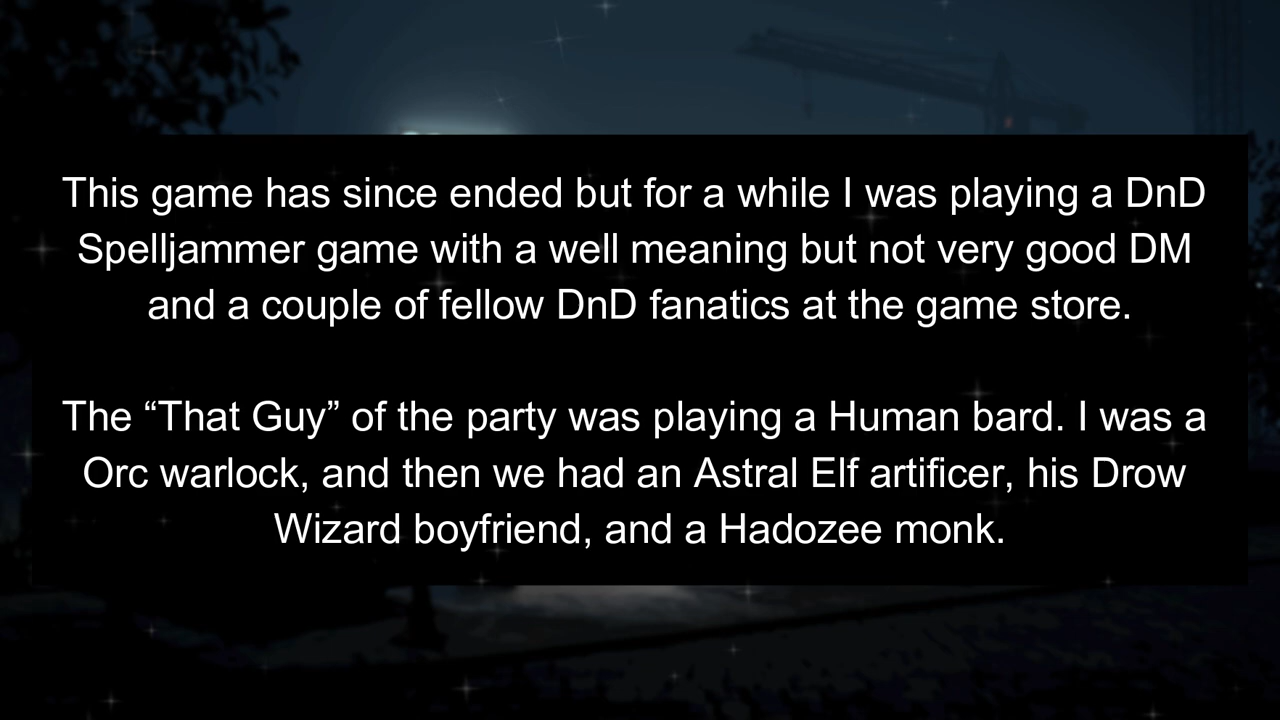 This game has since ended but for a while I was playing a DnD
Spelljammer game with a well meaning but not very good DM
and a couple of fellow DnD fanatics at the game store.
The “That Guy” of the party was playing a Human bard. I was a
Orc warlock, and then we had an Astral Elf artificer, his Drow
Wizard boyfriend, and a Hadozee monk.